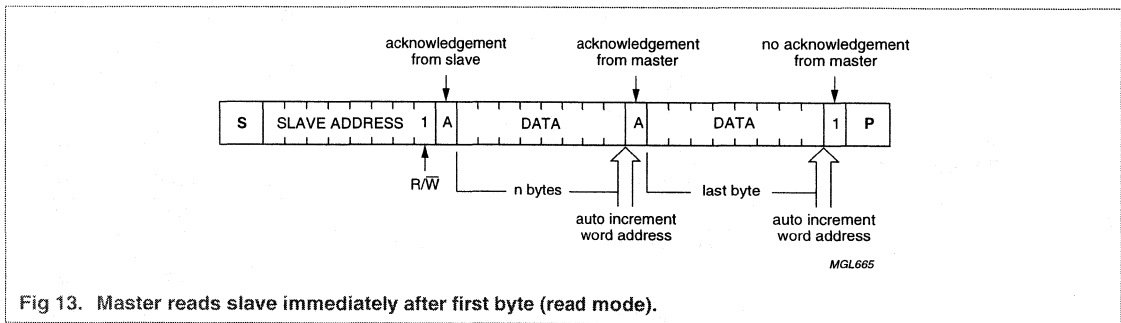 acknowledgement from slave
acknowledgement from master
no acknowledgement from master
S SLAVE ADDRESS 1 A DATA A DATA 1 P
R/W̅
n bytes
last byte
auto increment word address
auto increment word address
MGL665
Fig 13. Master reads slave immediately after first byte (read mode).